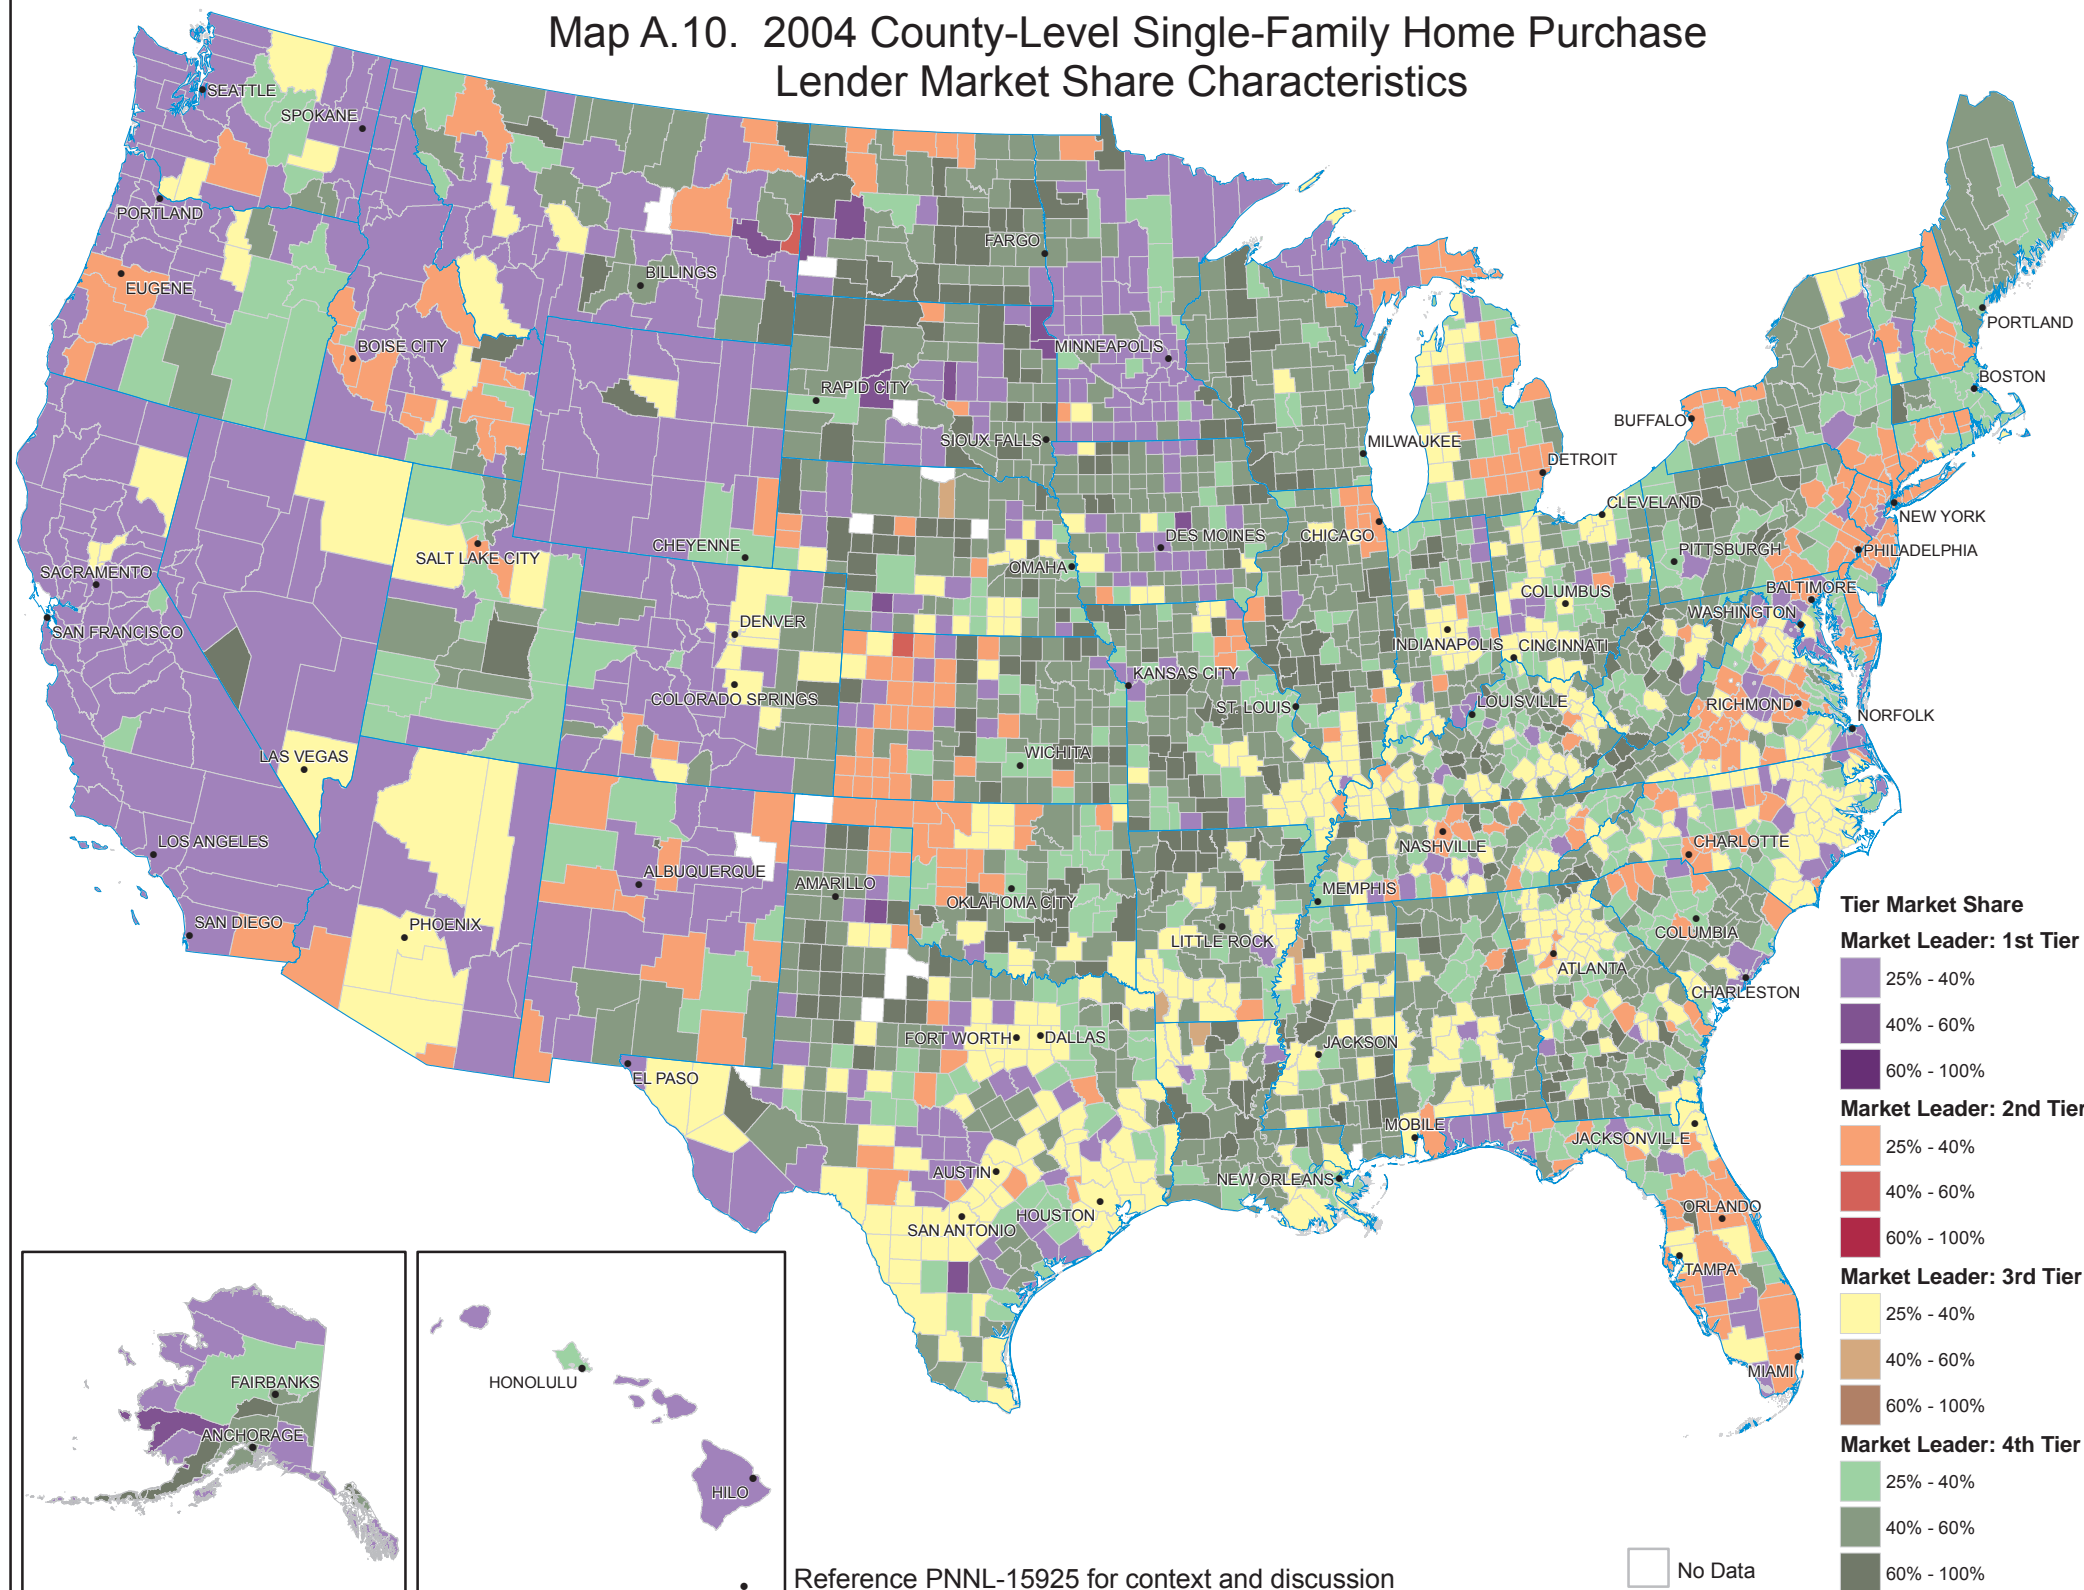 Map A.10. 2004 County-Level Single-Family Home Purchase
Lender Market Share Characteristics
SEATTLE
SPOKANE
PORTLAND
EUGENE
BILLINGS
FARGO
BOISE CITY
RAPID CITY
MINNEAPOLIS
SIOUX FALLS
MILWAUKEE
DETROIT
BUFFALO
PORTLAND
BOSTON
CLEVELAND
NEW YORK
PITTSBURGH
PHILADELPHIA
BALTIMORE
WASHINGTON
SALT LAKE CITY
CHEYENNE
OMAHA
DES MOINES
CHICAGO
COLUMBUS
INDIANAPOLIS
CINCINNATI
SACRAMENTO
SAN FRANCISCO
DENVER
COLORADO SPRINGS
KANSAS CITY
ST. LOUIS
LOUISVILLE
RICHMOND
NORFOLK
LAS VEGAS
WICHITA
LOS ANGELES
SAN DIEGO
PHOENIX
ALBUQUERQUE
AMARILLO
OKLAHOMA CITY
LITTLE ROCK
MEMPHIS
NASHVILLE
CHARLOTTE
COLUMBIA
ATLANTA
CHARLESTON
EL PASO
FORT WORTH
DALLAS
JACKSON
MOBILE
JACKSONVILLE
AUSTIN
SAN ANTONIO
HOUSTON
NEW ORLEANS
ORLANDO
TAMPA
MIAMI
FAIRBANKS
ANCHORAGE
HONOLULU
HILO
Tier Market Share
Market Leader: 1st Tier
25% - 40%
40% - 60%
60% - 100%
Market Leader: 2nd Tier
25% - 40%
40% - 60%
60% - 100%
Market Leader: 3rd Tier
25% - 40%
40% - 60%
60% - 100%
Market Leader: 4th Tier
25% - 40%
40% - 60%
60% - 100%
No Data
Reference PNNL-15925 for context and discussion